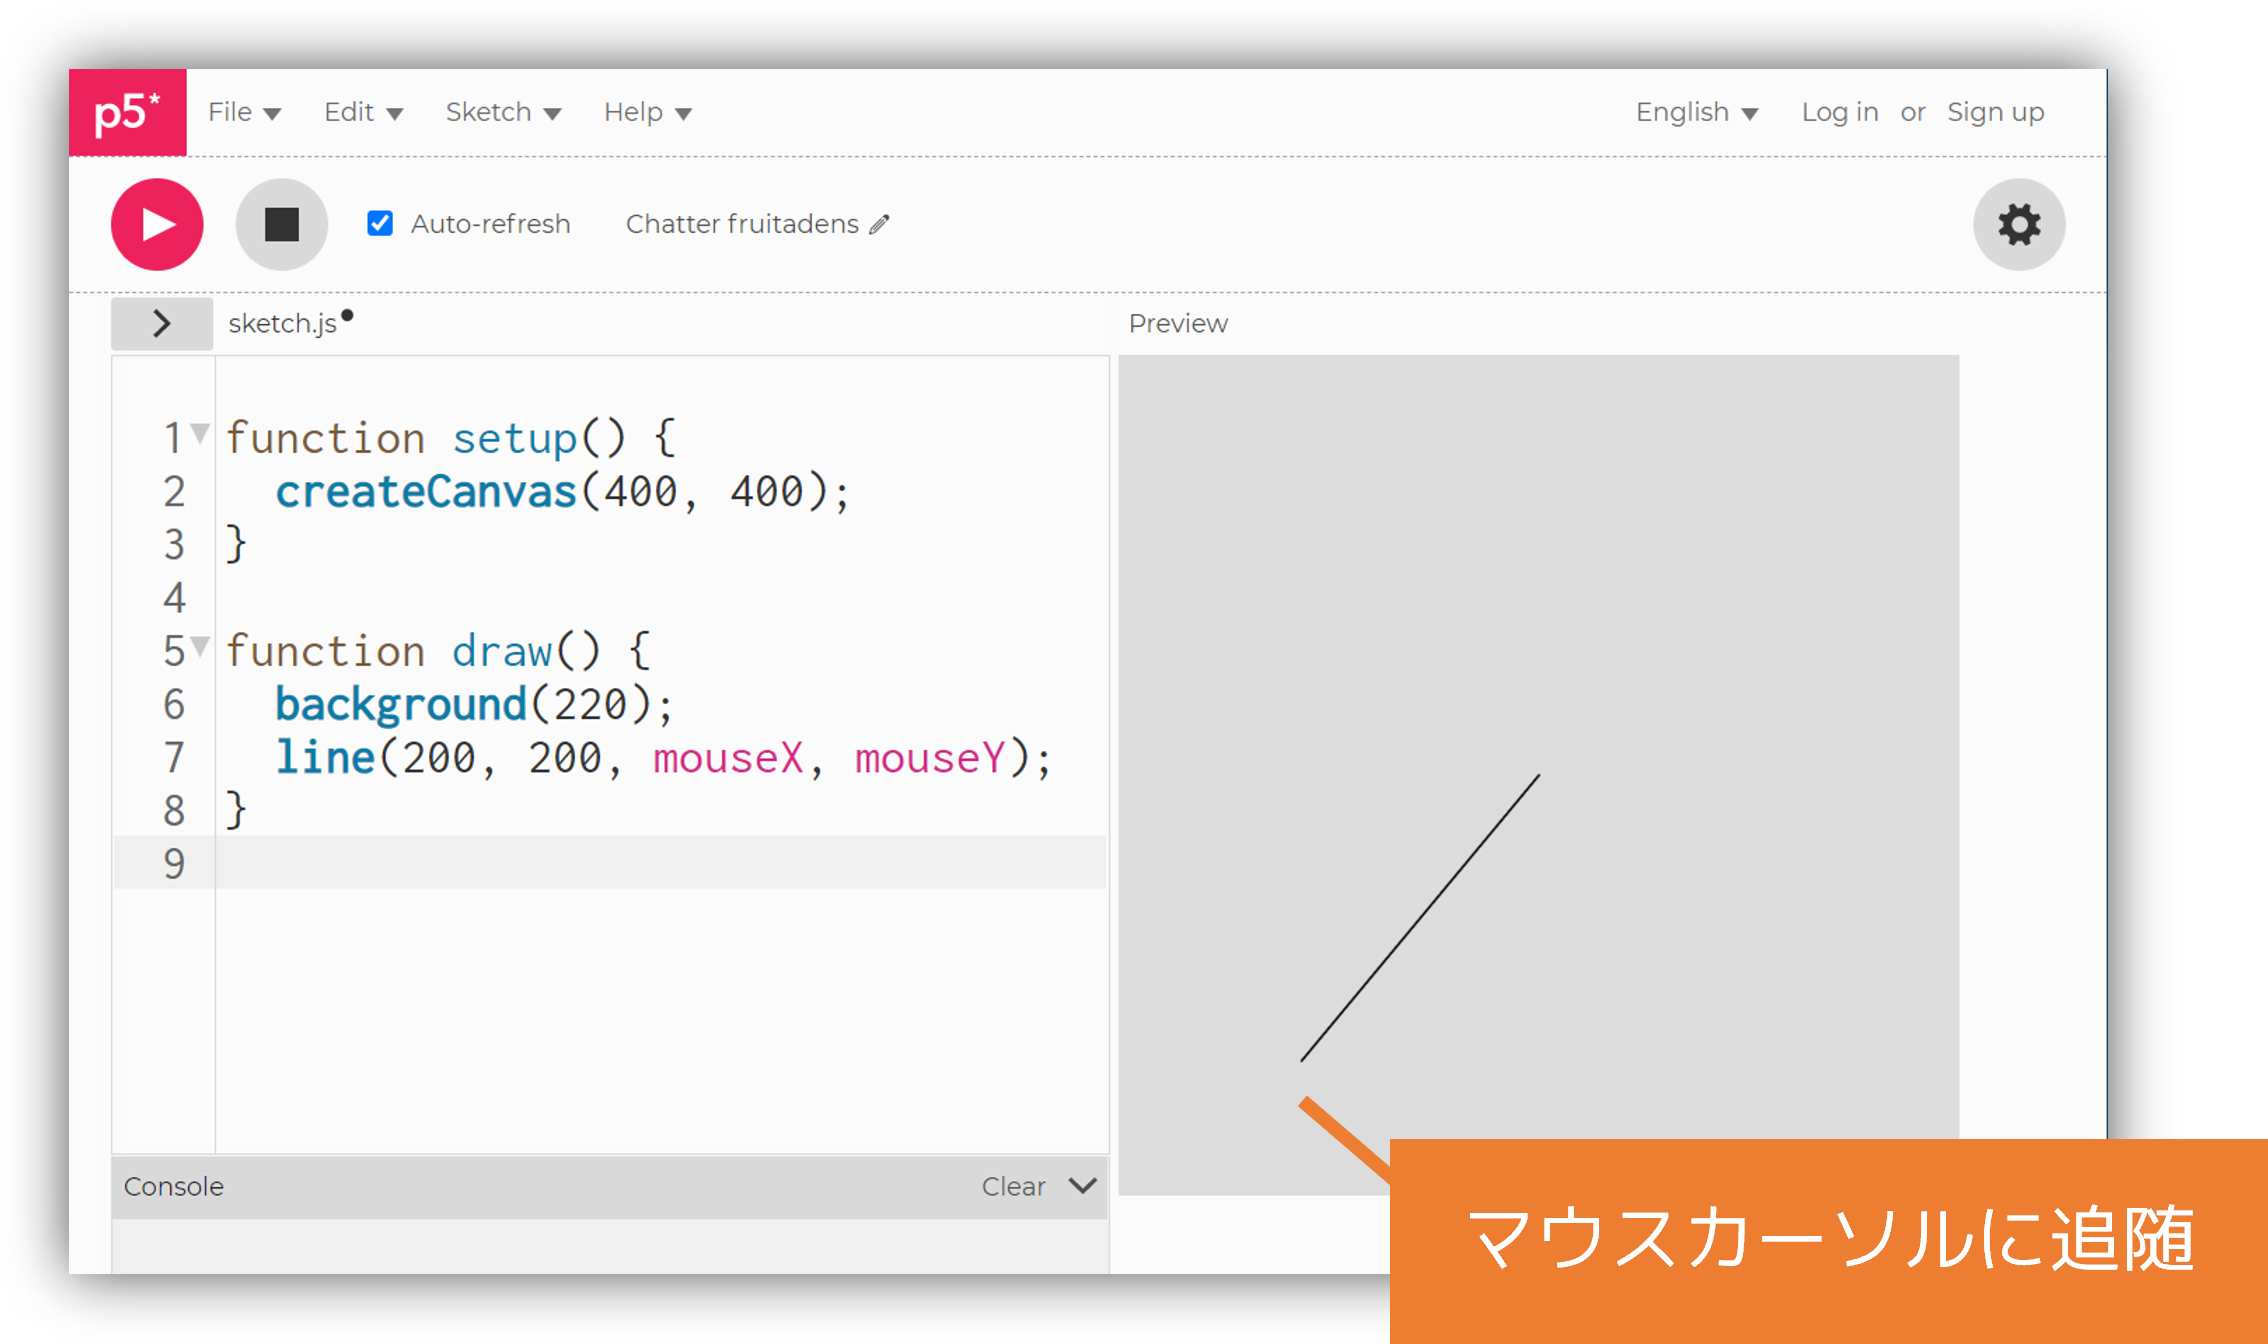 p5*
File Edit Sketch Help English Log in or Sign up
Auto-refresh Chatter fruitadens
sketch.js
Preview
1 function setup() {
2   createCanvas(400, 400);
3 }
4
5 function draw() {
6   background(220);
7   line(200, 200, mouseX, mouseY);
8 }
9
Console Clear
マウスカーソルに追随